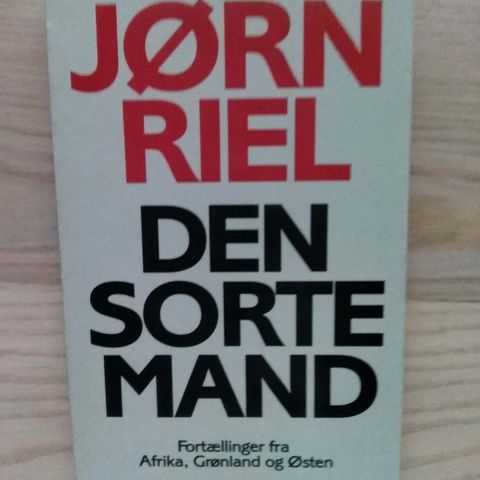 JØRN
RIEL
DEN
SORTE
MAND
Fortællinger fra
Afrika, Grønland og Østen